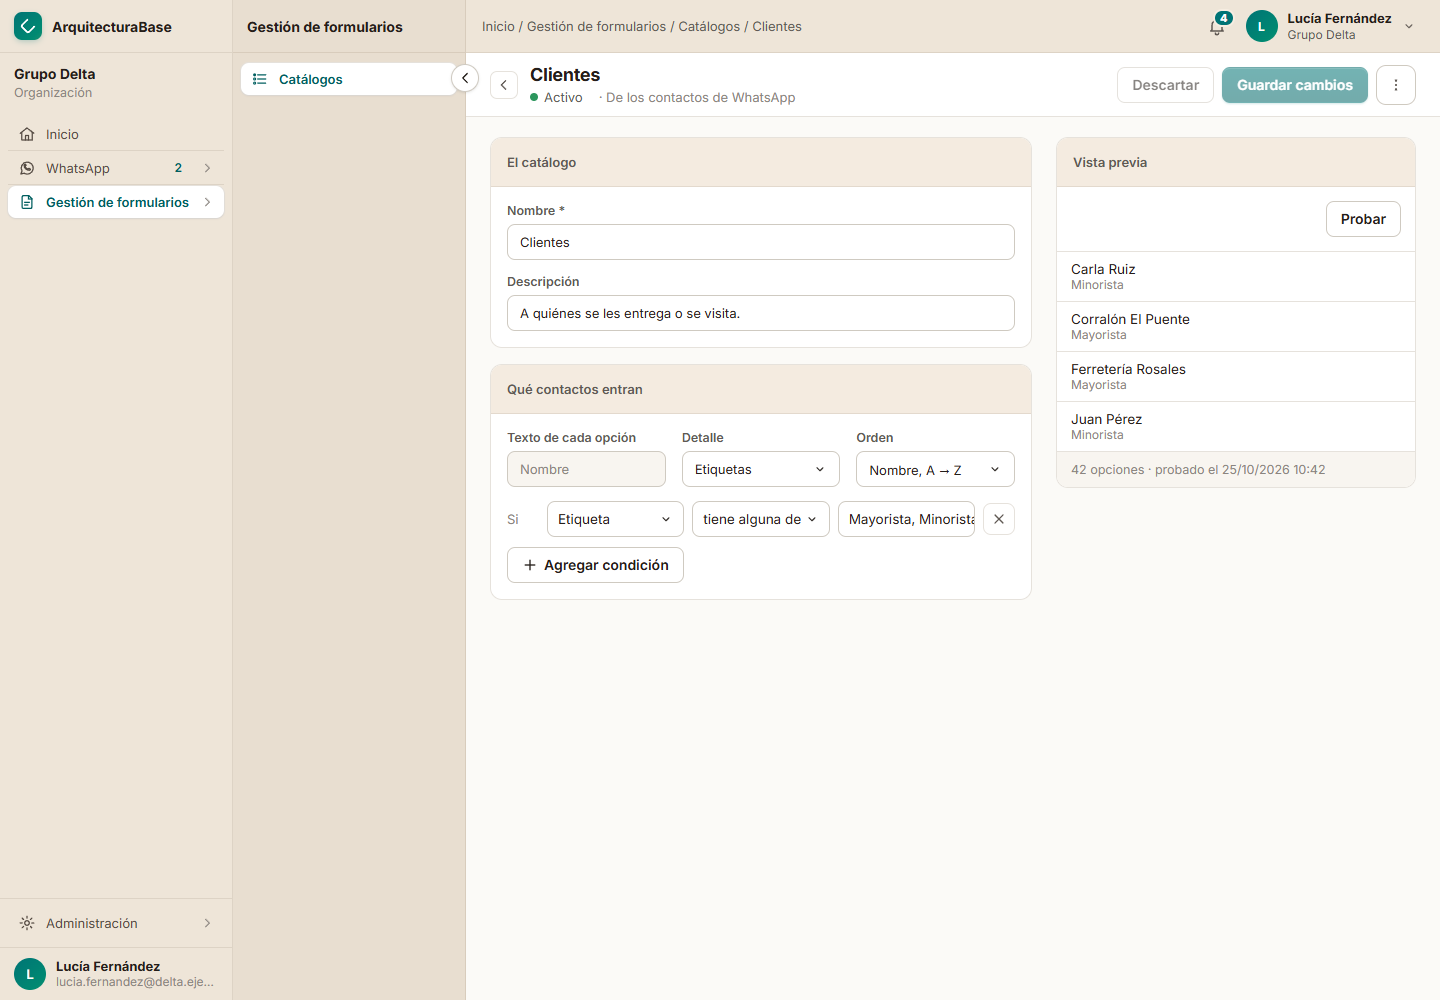 ArquitecturaBase
Gestión de formularios
Inicio / Gestión de formularios / Catálogos / Clientes
4
L
Lucía Fernández
Grupo Delta
Grupo Delta
Organización
Inicio
WhatsApp 2
Gestión de formularios
Catálogos
Clientes
Activo · De los contactos de WhatsApp
Descartar
Guardar cambios
El catálogo
Nombre *
Clientes
Descripción
A quiénes se les entrega o se visita.
Qué contactos entran
Texto de cada opción Detalle Orden
Nombre Etiquetas Nombre, A → Z
Si Etiqueta tiene alguna de Mayorista, Minorista
Agregar condición
Vista previa
Probar
Carla Ruiz
Minorista
Corralón El Puente
Mayorista
Ferretería Rosales
Mayorista
Juan Pérez
Minorista
42 opciones · probado el 25/10/2026 10:42
Administración
L
Lucía Fernández
lucia.fernandez@delta.eje...